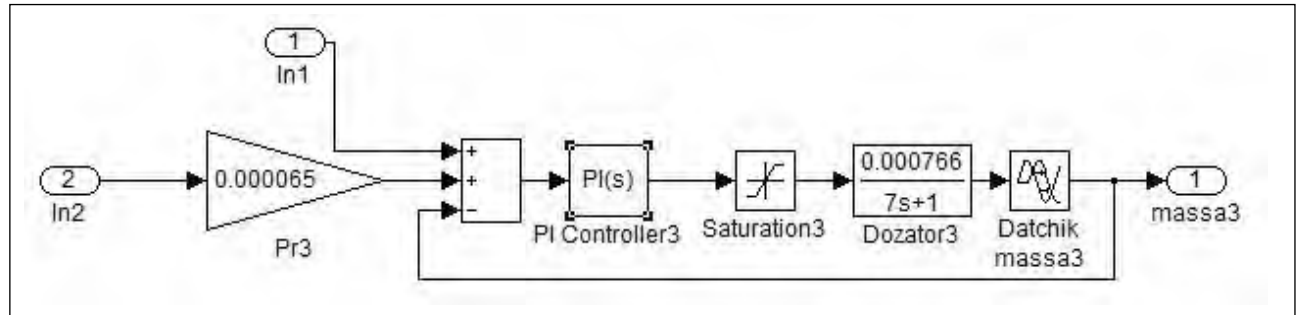 1
In1
2
In2
0.000065
Pr3
+
+
−
PI(s)
PI Controller3
Saturation3
0.000766
7s+1
Dozator3
Datchik
massa3
1
massa3